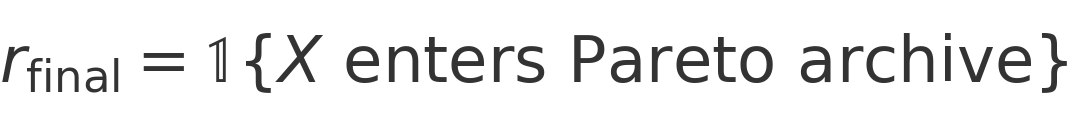 r_final = 𝟙{X enters Pareto archive}